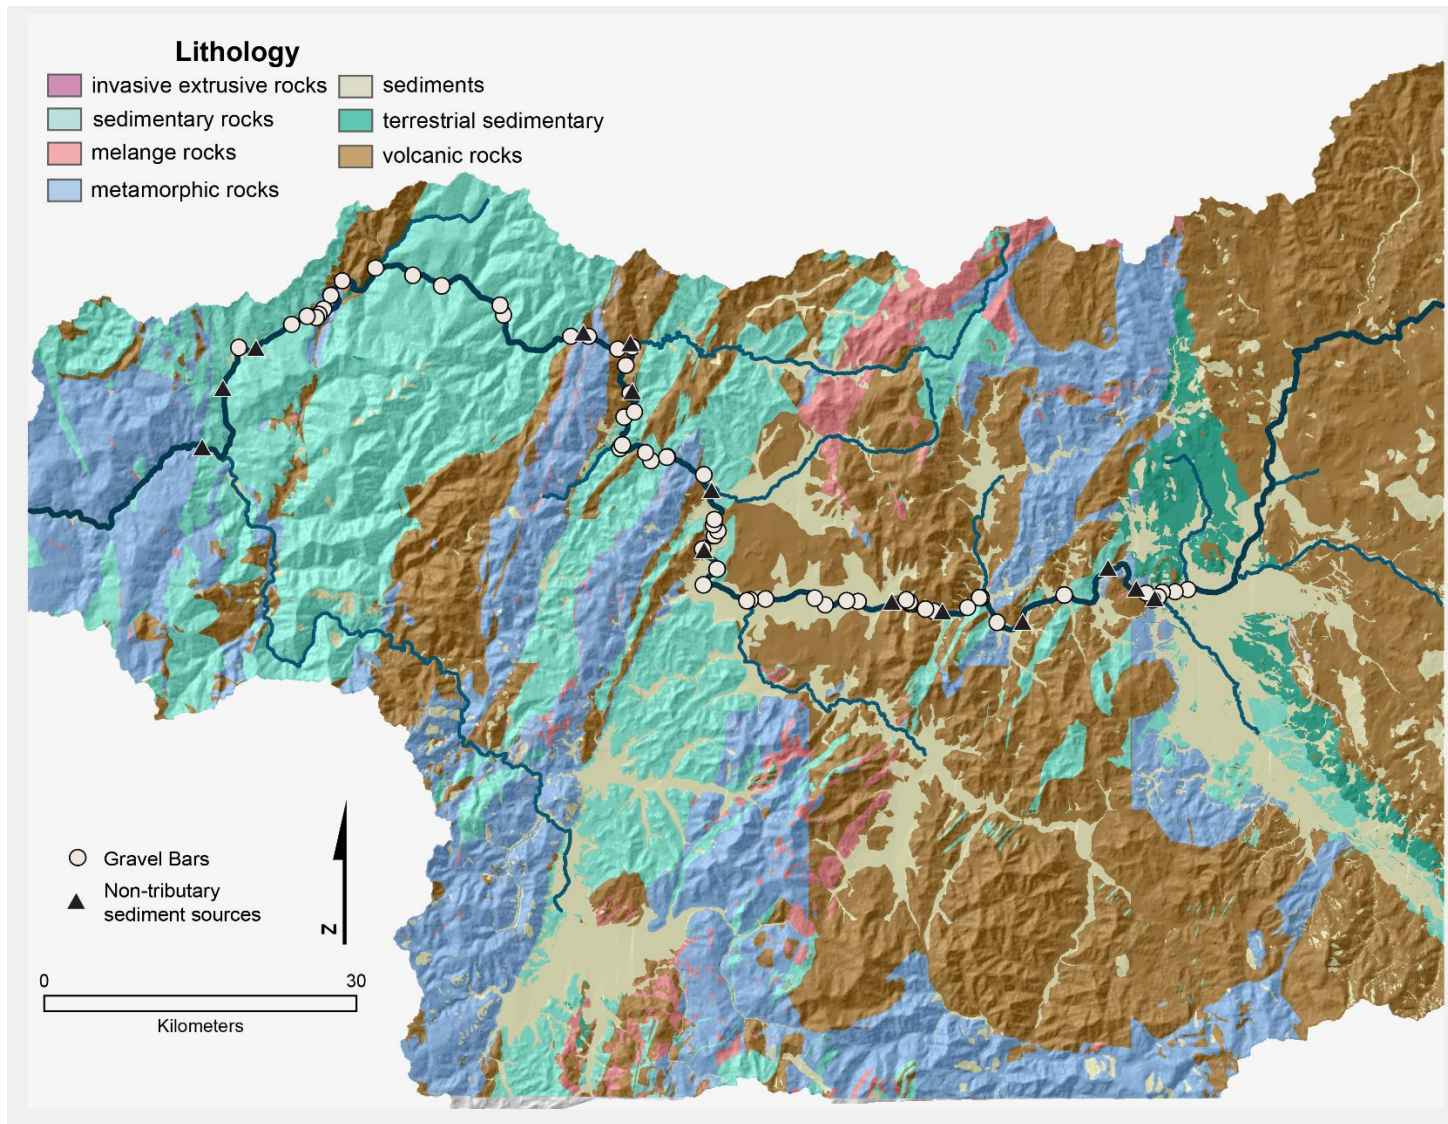 Lithology
invasive extrusive rocks
sedimentary rocks
melange rocks
metamorphic rocks
sediments
terrestrial sedimentary
volcanic rocks
Gravel Bars
Non-tributary
sediment sources
N
0 30
Kilometers